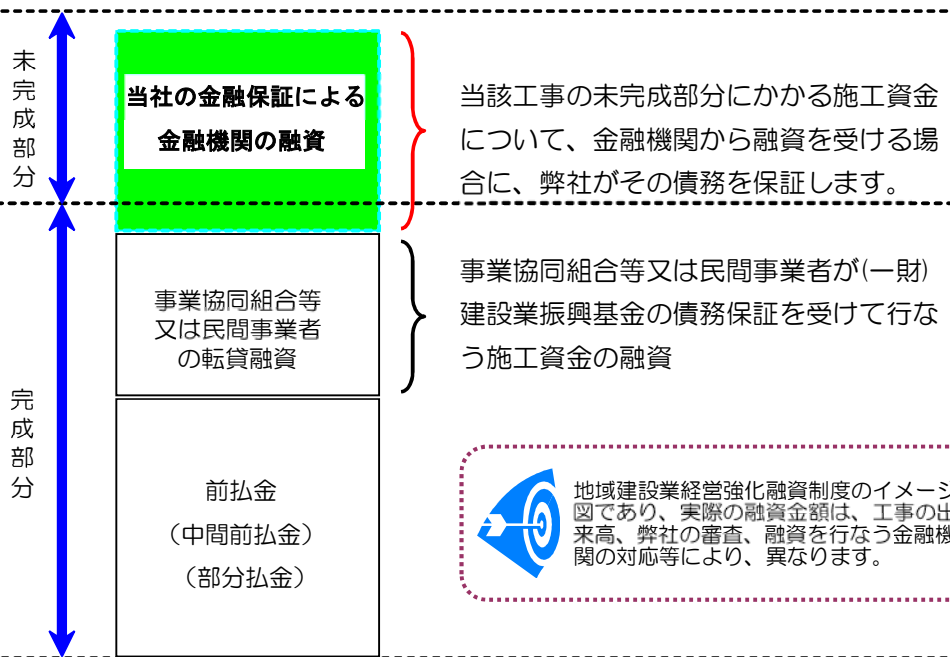 未完成部分
当社の金融保証による
金融機関の融資
当該工事の未完成部分にかかる施工資金
について、金融機関から融資を受ける場
合に、弊社がその債務を保証します。
完成部分
事業協同組合等
又は民間事業者
の転貸融資
事業協同組合等又は民間事業者が(一財)
建設業振興基金の債務保証を受けて行な
う施工資金の融資
前払金
（中間前払金）
（部分払金）
地域建設業経営強化融資制度のイメージ
図であり、実際の融資金額は、工事の出
来高、弊社の審査、融資を行なう金融機
関の対応等により、異なります。